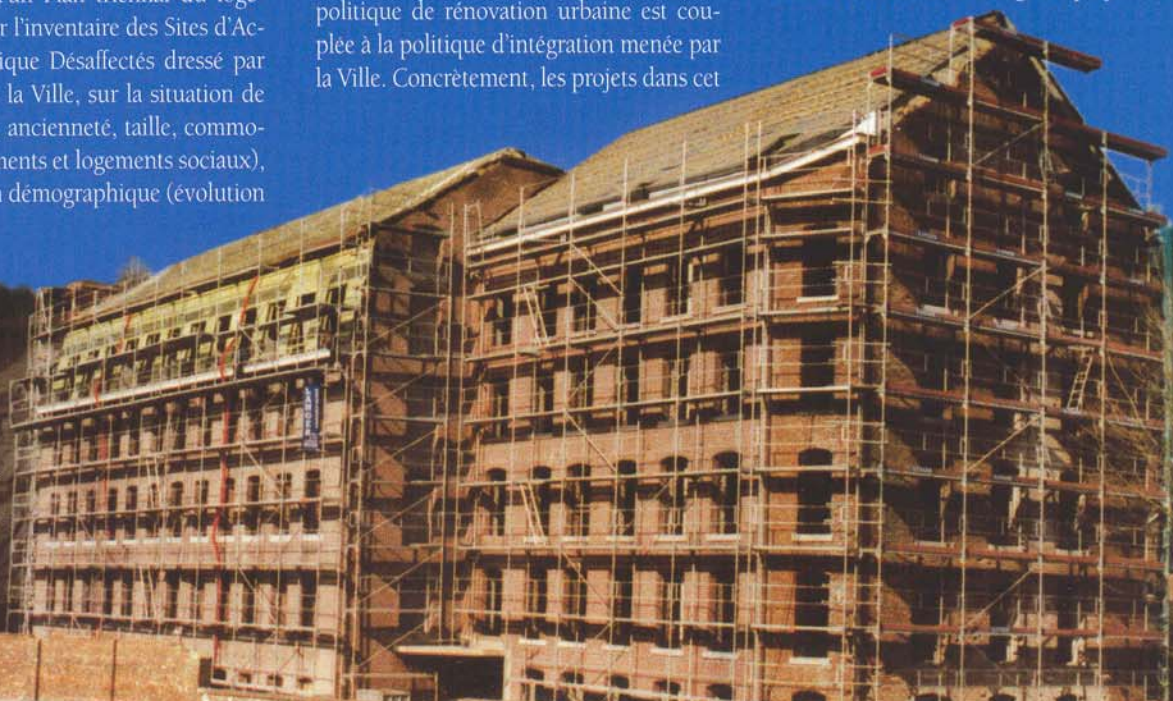 l'inventaire des Sites d'Ac-
ique Désaffectés dressé par
la Ville, sur la situation de
ancienneté, taille, commo-
ments et logements sociaux),
démographique (évolution
politique de rénovation urbaine est cou-
plée à la politique d'intégration menée par
la Ville. Concrètement, les projets dans cet